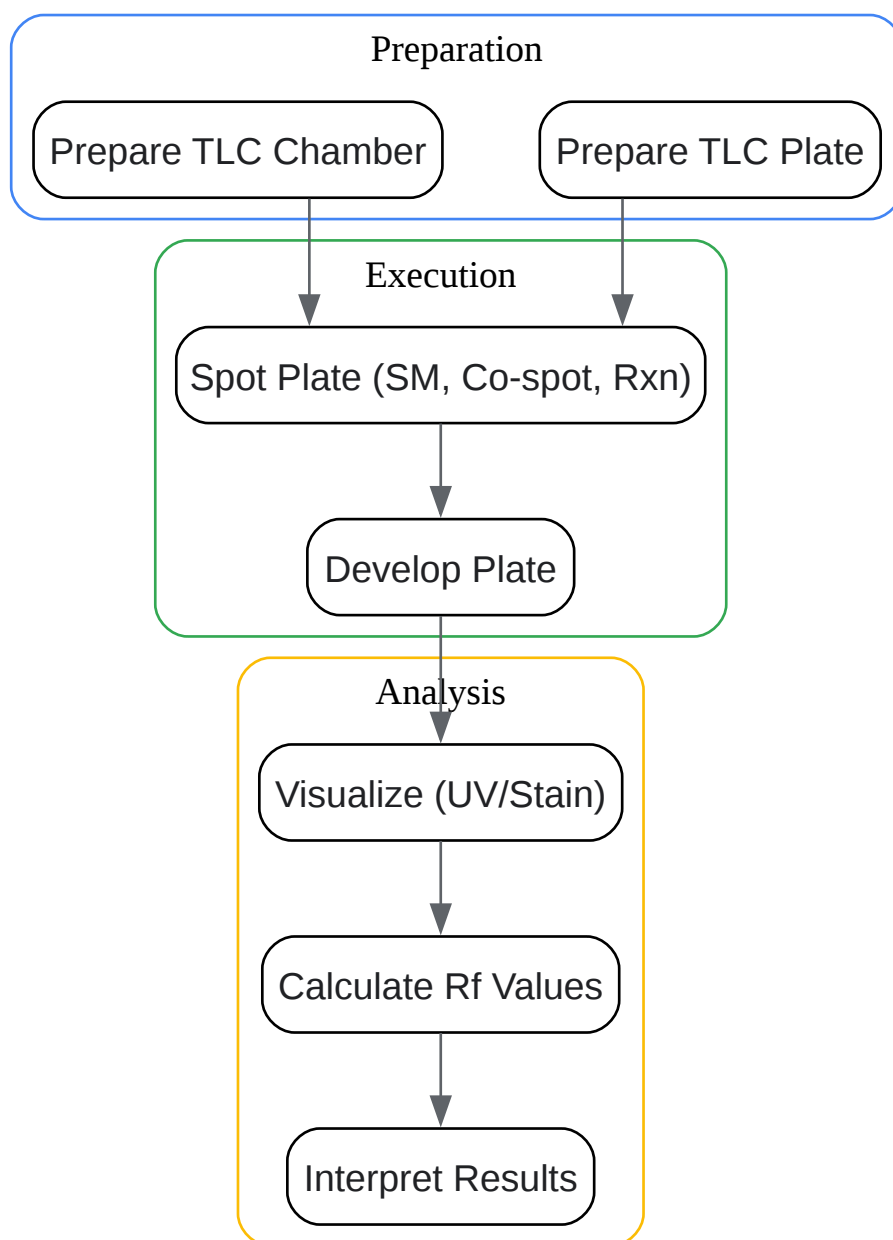 Preparation
Prepare TLC Chamber
Prepare TLC Plate
Execution
Spot Plate (SM, Co-spot, Rxn)
Develop Plate
Analysis
Visualize (UV/Stain)
Calculate Rf Values
Interpret Results